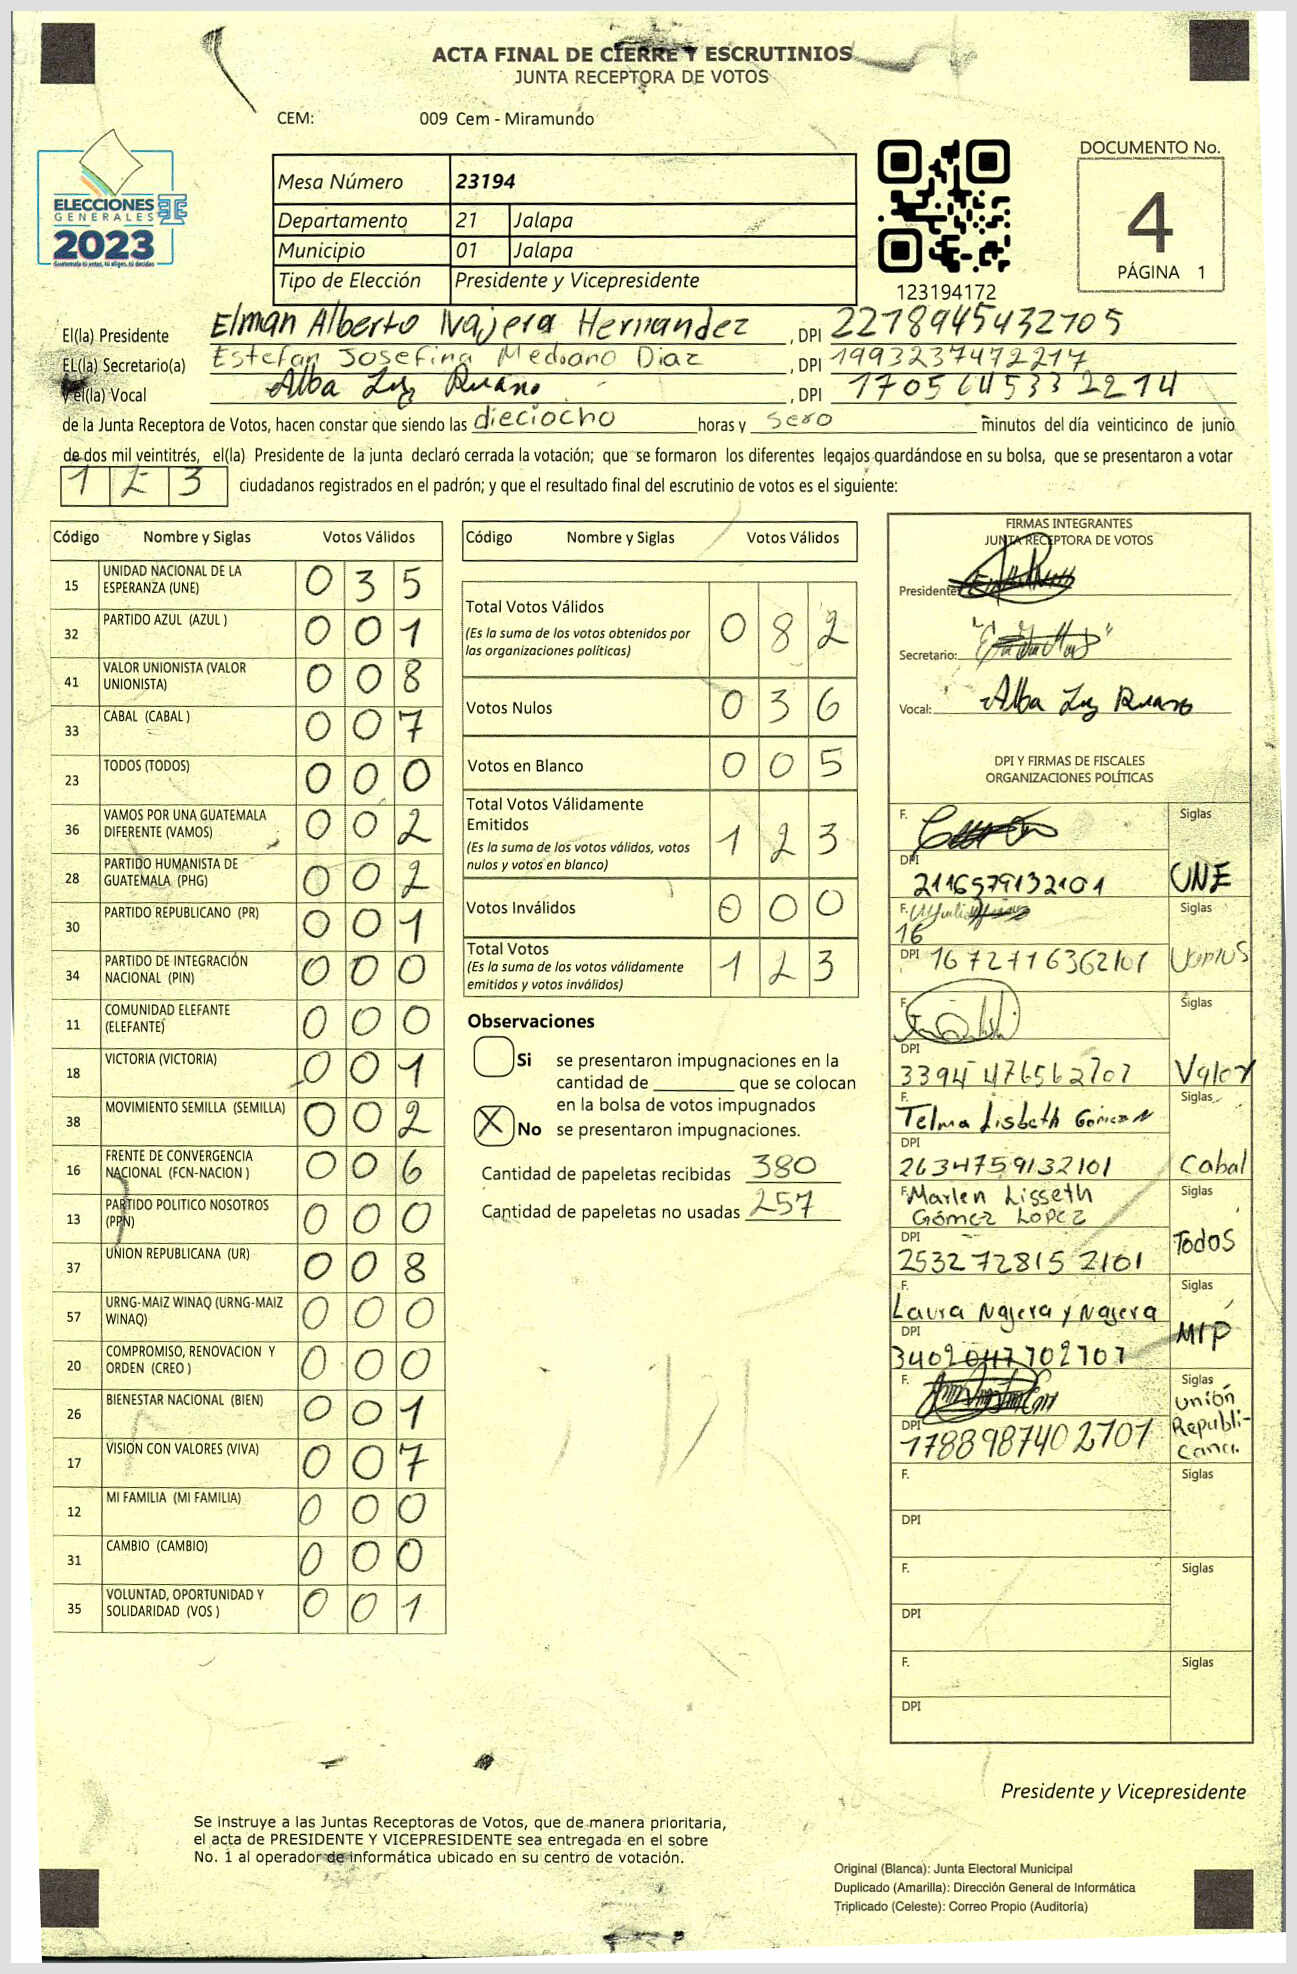 ACTA FINAL DE CIERRE Y ESCRUTINIOS
JUNTA RECEPTORA DE VOTOS
CEM: 009 Cem - Miramundo
ELECCIONES
GENERALES
2023
Guatemala tú votas, tú eliges, tú decides
Mesa Número 23194
Departamento 21 Jalapa
Municipio 01 Jalapa
Tipo de Elección Presidente y Vicepresidente
123194172
DOCUMENTO No.
4
PÁGINA 1
El(la) Presidente Elman Alberto Najera Hernandez , DPI 2278945432105
EL(la) Secretario(a) Estefan Josefina Medrano Diaz , DPI 1993237472217
y el(la) Vocal Alba Luz Ruano , DPI 1705645332214
de la Junta Receptora de Votos, hacen constar que siendo las dieciocho horas y sero minutos del día veinticinco de junio
de dos mil veintitrés, el(la) Presidente de la junta declaró cerrada la votación; que se formaron los diferentes legajos guardándose en su bolsa, que se presentaron a votar
1 2 3 ciudadanos registrados en el padrón; y que el resultado final del escrutinio de votos es el siguiente:
Código Nombre y Siglas Votos Válidos
15 UNIDAD NACIONAL DE LA ESPERANZA (UNE) 0 3 5
32 PARTIDO AZUL (AZUL ) 0 0 1
41 VALOR UNIONISTA (VALOR UNIONISTA) 0 0 8
33 CABAL (CABAL ) 0 0 7
23 TODOS (TODOS) 0 0 0
36 VAMOS POR UNA GUATEMALA DIFERENTE (VAMOS) 0 0 2
28 PARTIDO HUMANISTA DE GUATEMALA (PHG) 0 0 2
30 PARTIDO REPUBLICANO (PR) 0 0 1
34 PARTIDO DE INTEGRACIÓN NACIONAL (PIN) 0 0 0
11 COMUNIDAD ELEFANTE (ELEFANTE) 0 0 0
18 VICTORIA (VICTORIA) 0 0 1
38 MOVIMIENTO SEMILLA (SEMILLA) 0 0 2
16 FRENTE DE CONVERGENCIA NACIONAL (FCN-NACION ) 0 0 6
13 PARTIDO POLITICO NOSOTROS (PPN) 0 0 0
37 UNION REPUBLICANA (UR) 0 0 8
57 URNG-MAIZ WINAQ (URNG-MAIZ WINAQ) 0 0 0
20 COMPROMISO, RENOVACION Y ORDEN (CREO ) 0 0 0
26 BIENESTAR NACIONAL (BIEN) 0 0 1
17 VISION CON VALORES (VIVA) 0 0 7
12 MI FAMILIA (MI FAMILIA) 0 0 0
31 CAMBIO (CAMBIO) 0 0 0
35 VOLUNTAD, OPORTUNIDAD Y SOLIDARIDAD (VOS ) 0 0 1
Código Nombre y Siglas Votos Válidos
Total Votos Válidos 0 8 2
(Es la suma de los votos obtenidos por
las organizaciones políticas)
Votos Nulos 0 3 6
Votos en Blanco 0 0 5
Total Votos Válidamente
Emitidos 1 2 3
(Es la suma de los votos válidos, votos
nulos y votos en blanco)
Votos Inválidos 0 0 0
Total Votos 1 2 3
(Es la suma de los votos válidamente
emitidos y votos inválidos)
Observaciones
Si se presentaron impugnaciones en la
cantidad de ________ que se colocan
en la bolsa de votos impugnados
X No se presentaron impugnaciones.
Cantidad de papeletas recibidas 380
Cantidad de papeletas no usadas 257
FIRMAS INTEGRANTES
JUNTA RECEPTORA DE VOTOS
Presidente:
Secretario:
Vocal: Alba Luz Ruano
DPI Y FIRMAS DE FISCALES
ORGANIZACIONES POLÍTICAS
F. Siglas
DPI 2116579132101 UNE
F. Siglas
16
DPI 1672716362101
F. Siglas
DPI
3394476562707 Valor
F. Telma Lisbeth Siglas
DPI
2634759132101 Cabal
F. Marlen Lisseth Siglas
Gómez Lopez
DPI Todos
2532728152101
F. Siglas
Laura Najera y Najera
DPI MLP
3402047702707
F. Siglas
Unión
DPI Republi-
1788987402707 cana.
F. Siglas
DPI
F. Siglas
DPI
F. Siglas
DPI
Presidente y Vicepresidente
Se instruye a las Juntas Receptoras de Votos, que de manera prioritaria,
el acta de PRESIDENTE Y VICEPRESIDENTE sea entregada en el sobre
No. 1 al operador de informática ubicado en su centro de votación.
Original (Blanca): Junta Electoral Municipal
Duplicado (Amarilla): Dirección General de Informática
Triplicado (Celeste): Correo Propio (Auditoría)